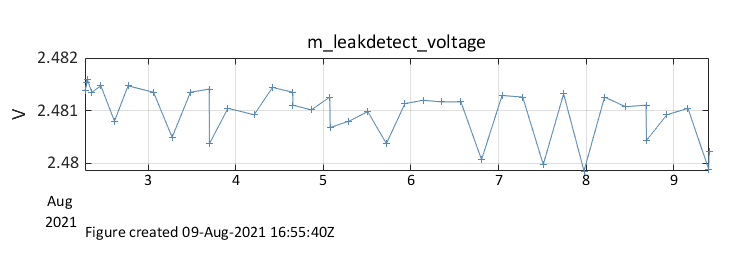 m_leakdetect_voltage
2.482
2.481
2.48
V
3 4 5 6 7 8 9
Aug
2021
Figure created 09-Aug-2021 16:55:40Z